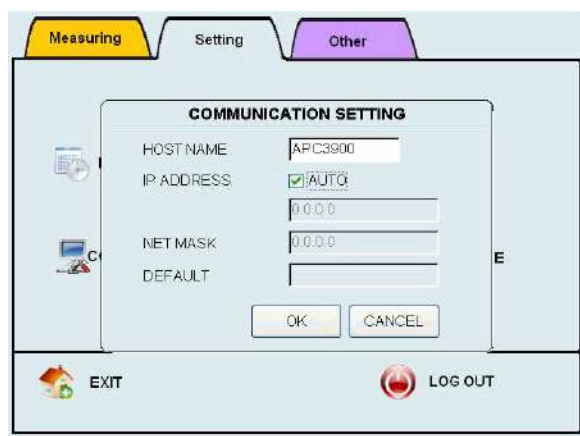 Measuring Setting Other
COMMUNICATION SETTING
HOST NAME APC3900
IP ADDRESS AUTO
0.0.0.0
NET MASK 0.0.0.0
DEFAULT
OK CANCEL
EXIT LOG OUT